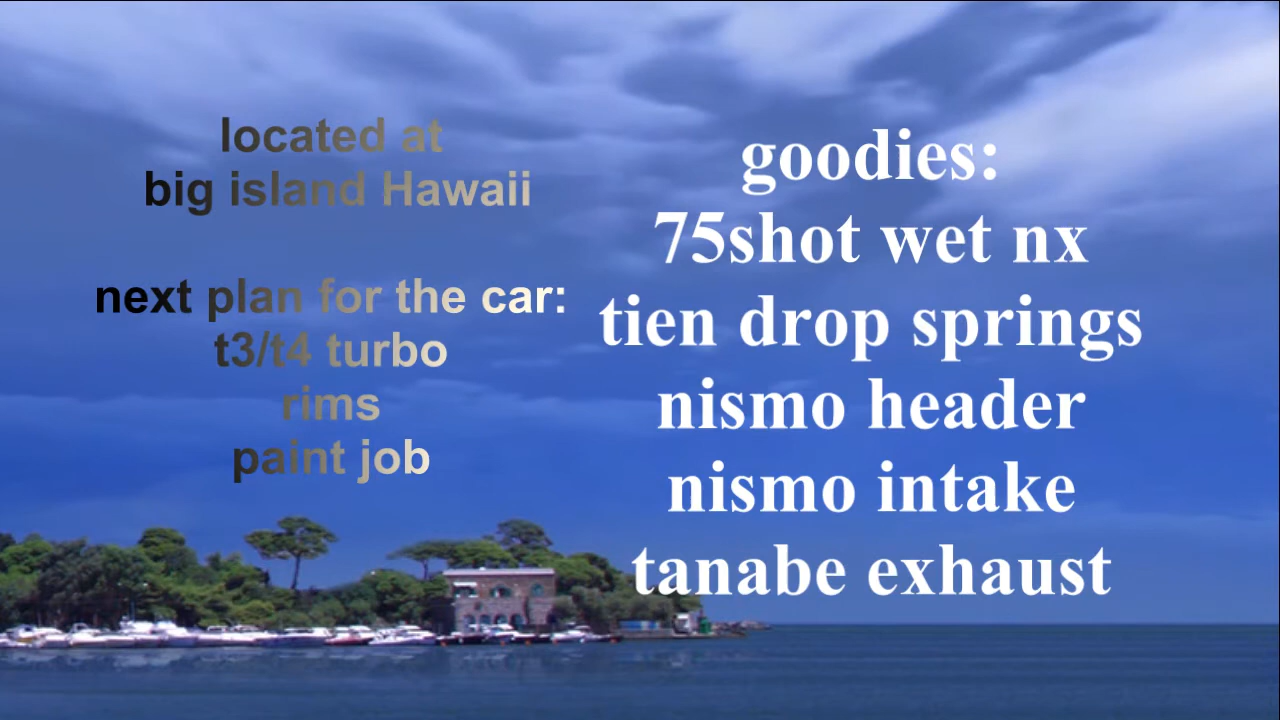 located at
big island Hawaii
next plan for the car:
t3/t4 turbo
rims
paint job
goodies:
75shot wet nx
tien drop springs
nismo header
nismo intake
tanabe exhaust